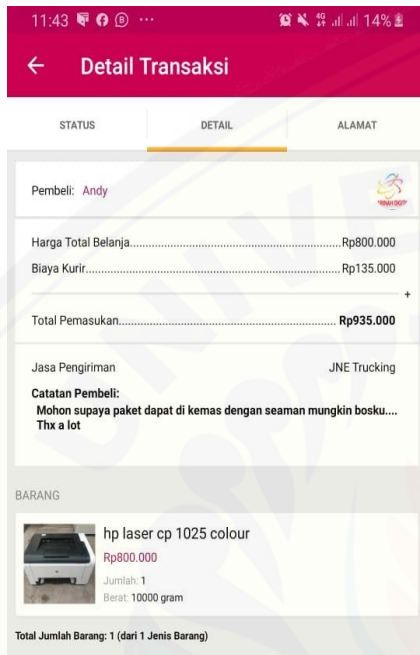 11:43 14%
Detail Transaksi
STATUS DETAIL ALAMAT
Pembeli: Andy
Harga Total Belanja......Rp800.000
Biaya Kurir......Rp135.000
+
Total Pemasukan...... Rp935.000
Jasa Pengiriman JNE Trucking
Catatan Pembeli:
Mohon supaya paket dapat di kemas dengan seaman mungkin bosku....
Thx a lot
BARANG
hp laser cp 1025 colour
Rp800.000
Jumlah: 1
Berat: 10000 gram
Total Jumlah Barang: 1 (dari 1 Jenis Barang)